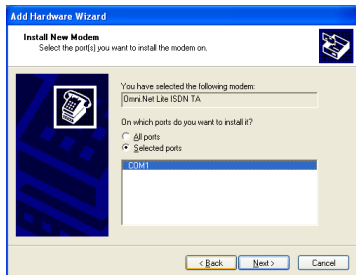 Add Hardware Wizard
Install New Modem
Select the port(s) you want to install the modem on.
You have selected the following modem:
Omni.Net Lite ISDN TA
On which ports do you want to install it?
All ports
Selected ports
COM1
< Back
Next >
Cancel